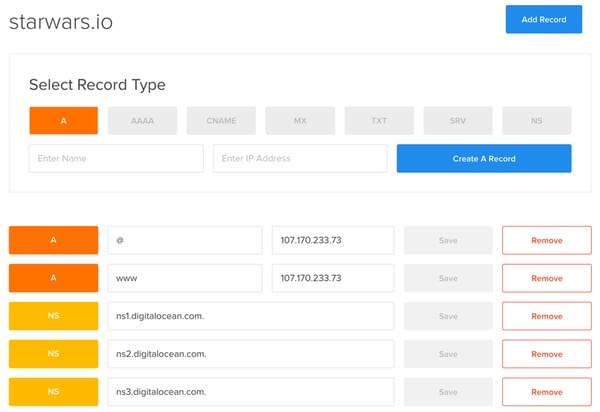 starwars.io
Add Record
Select Record Type
A AAAA CNAME MX TXT SRV NS
Enter Name Enter IP Address Create A Record
A @ 107.170.233.73 Save Remove
A www 107.170.233.73 Save Remove
NS ns1.digitalocean.com. Save Remove
NS ns2.digitalocean.com. Save Remove
NS ns3.digitalocean.com. Save Remove